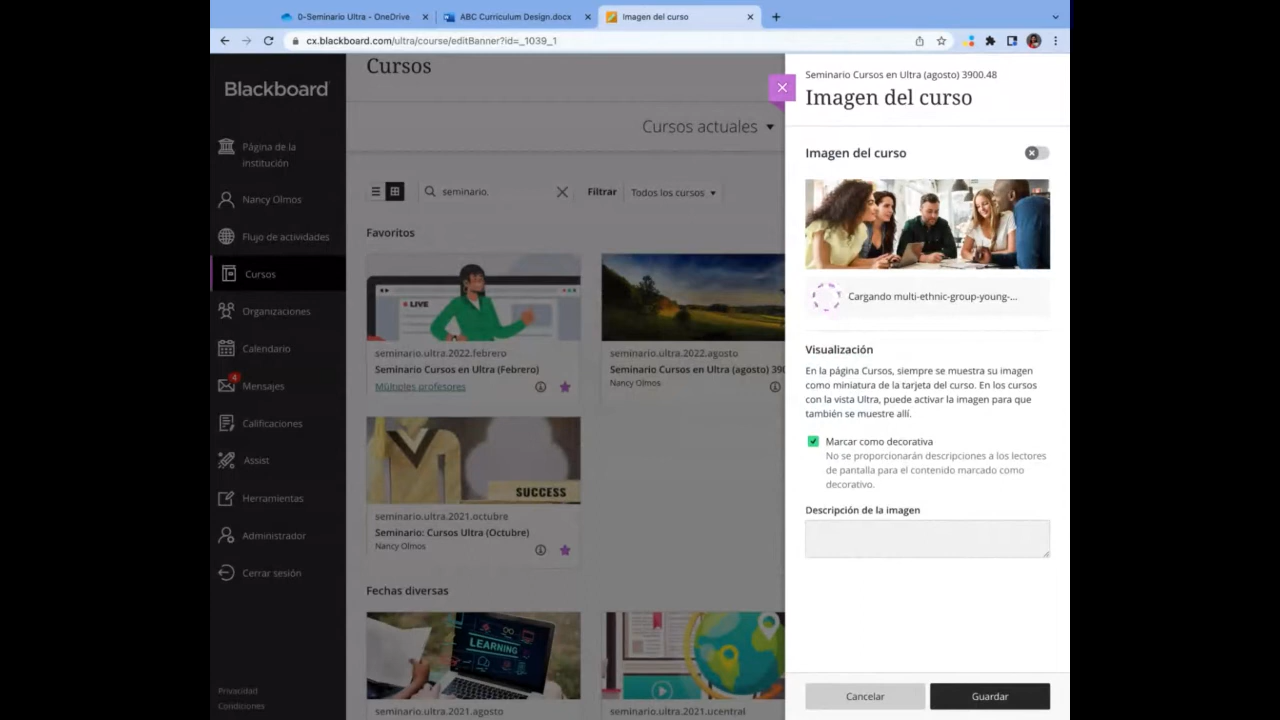 0-Seminario Ultra - OneDrive
ABC Curriculum Design.docx
Imagen del curso
cx.blackboard.com/ultra/course/editBanner?id=_1039_1
Blackboard
Página de la
institución
Nancy Olmos
Flujo de actividades
Cursos
Organizaciones
Calendario
4
Mensajes
Calificaciones
Assist
Herramientas
Administrador
Cerrar sesión
Privacidad
Condiciones
Cursos
Cursos actuales
seminario.
Filtrar
Todos los cursos
Favoritos
LIVE
seminario.ultra.2022.febrero
Seminario Cursos en Ultra (Febrero)
Múltiples profesores
seminario.ultra.2022.agosto
Seminario Cursos en Ultra (agosto) 390
Nancy Olmos
SUCCESS
seminario.ultra.2021.octubre
Seminario: Cursos Ultra (Octubre)
Nancy Olmos
Fechas diversas
LEARNING
seminario.ultra.2021.agosto
seminario.ultra.2021.ucentral
Seminario Cursos en Ultra (agosto) 3900.48
Imagen del curso
Imagen del curso
Cargando multi-ethnic-group-young-...
Visualización
En la página Cursos, siempre se muestra su imagen
como miniatura de la tarjeta del curso. En los cursos
con la vista Ultra, puede activar la imagen para que
también se muestre allí.
Marcar como decorativa
No se proporcionarán descripciones a los lectores
de pantalla para el contenido marcado como
decorativo.
Descripción de la imagen
Cancelar
Guardar